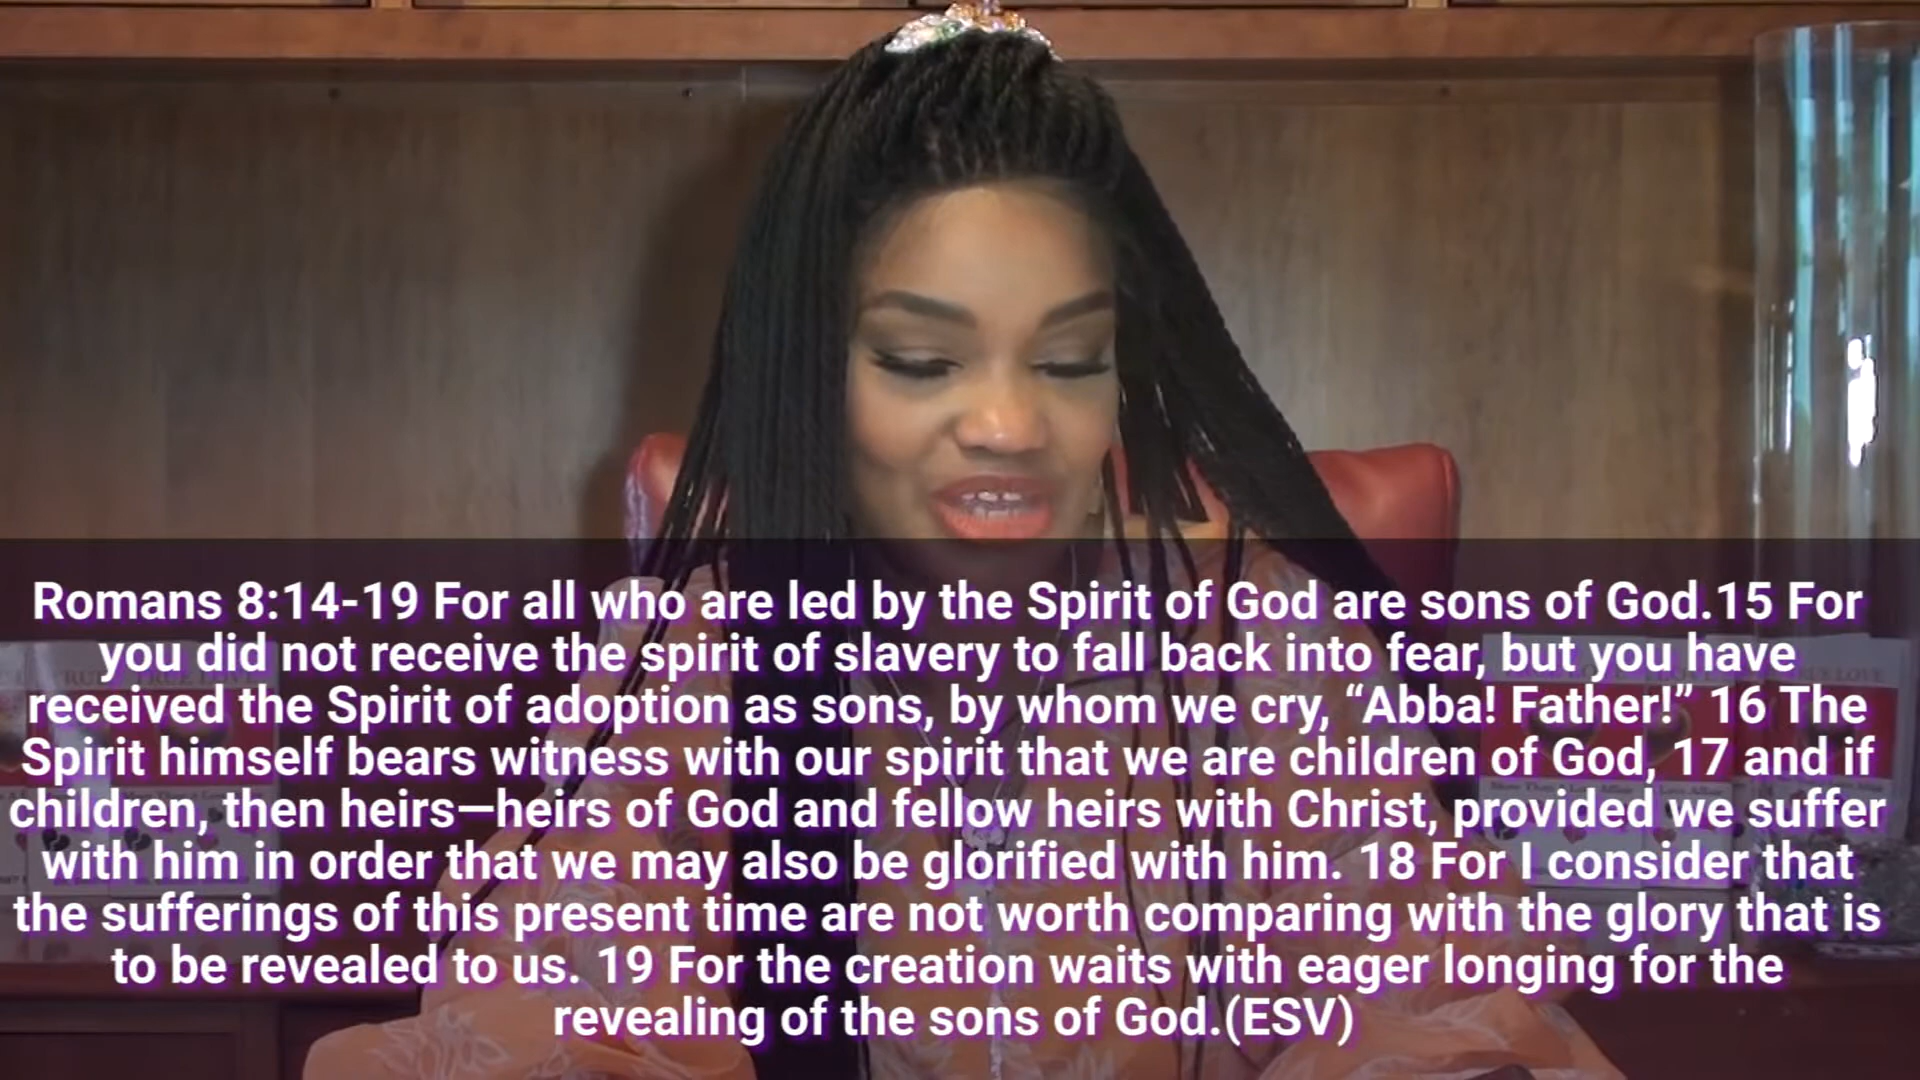 Romans 8:14-19 For all who are led by the Spirit of God are sons of God.15 For
you did not receive the spirit of slavery to fall back into fear, but you have
received the Spirit of adoption as sons, by whom we cry, “Abba! Father!” 16 The
Spirit himself bears witness with our spirit that we are children of God, 17 and if
children, then heirs—heirs of God and fellow heirs with Christ, provided we suffer
with him in order that we may also be glorified with him. 18 For I consider that
the sufferings of this present time are not worth comparing with the glory that is
to be revealed to us. 19 For the creation waits with eager longing for the
revealing of the sons of God.(ESV)
TRUE LOVE